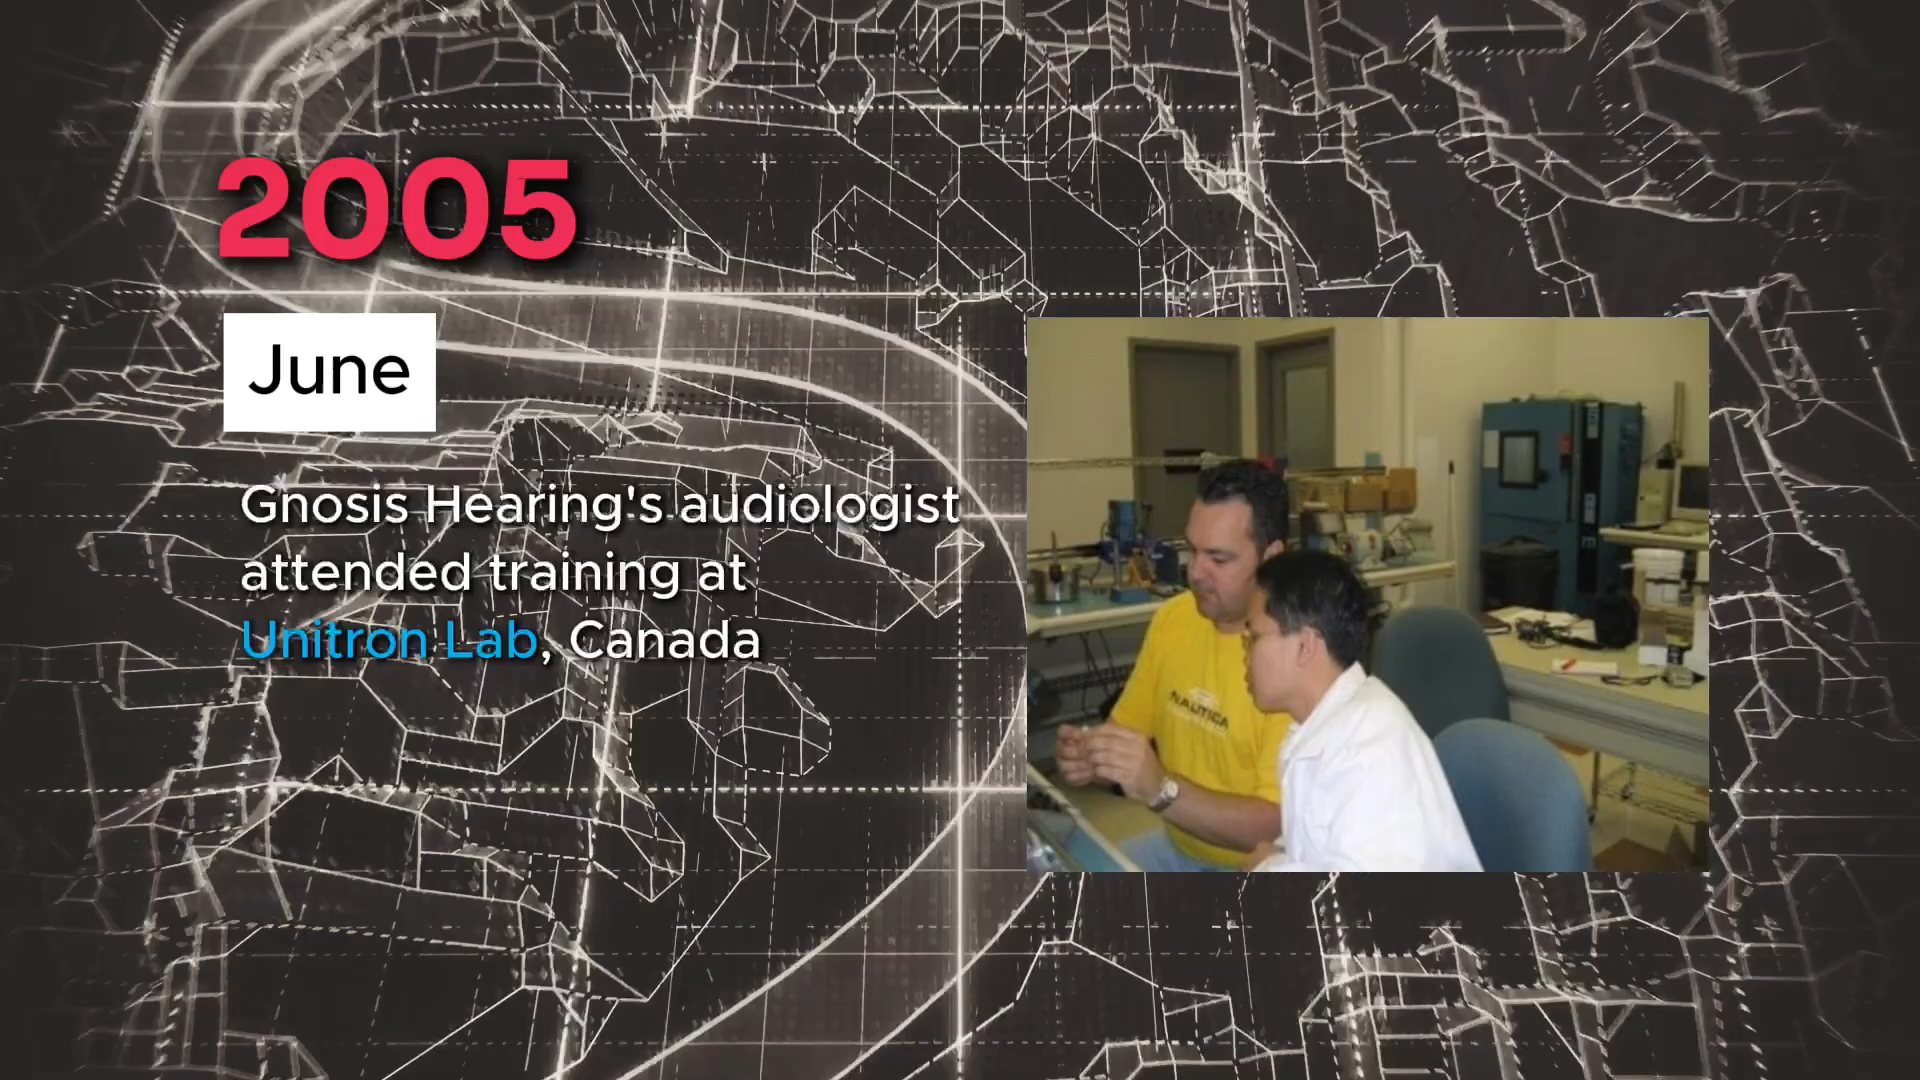 2005
June
Gnosis Hearing's audiologist
attended training at
Unitron Lab, Canada
NAUTICA